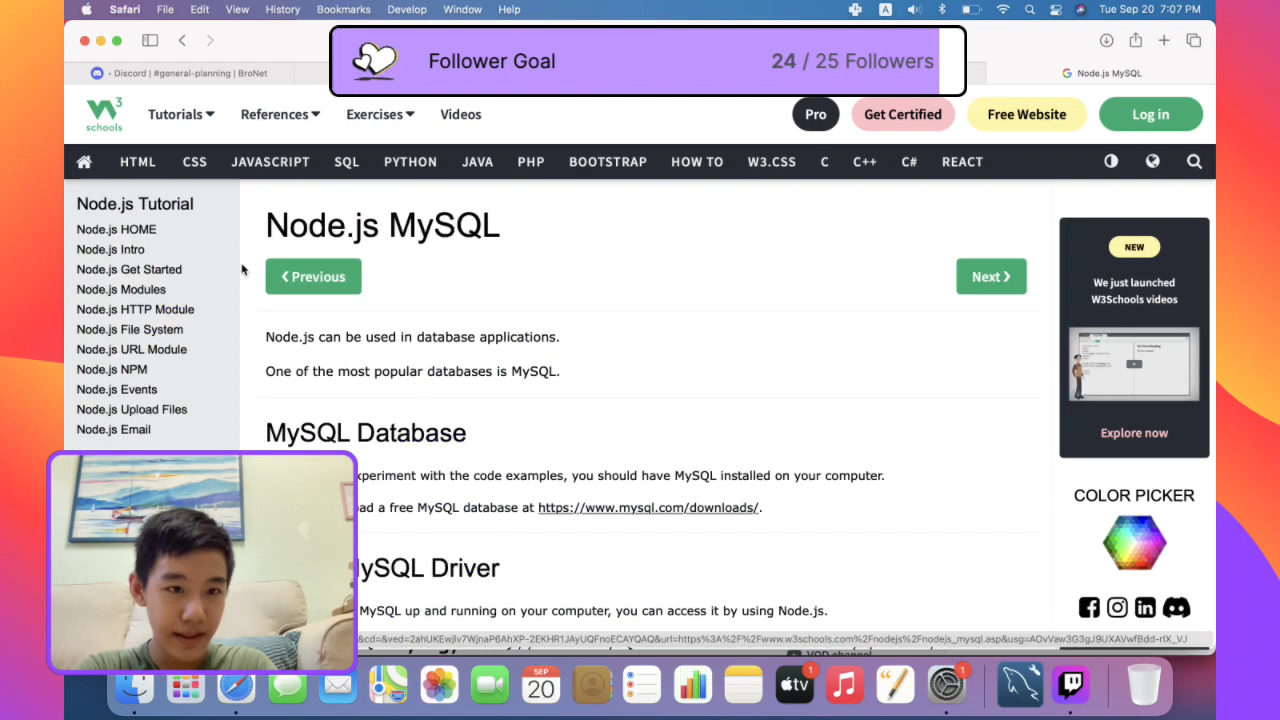 Safari File Edit View History Bookmarks Develop Window Help
A
Tue Sep 20 7:07 PM
Follower Goal
24 / 25 Followers
· Discord | #general-planning | BroNet
Node.js MySQL
W3 schools
Tutorials
References
Exercises
Videos
Pro
Get Certified
Free Website
Log in
HTML CSS JAVASCRIPT SQL PYTHON JAVA PHP BOOTSTRAP HOW TO W3.CSS C C++ C# REACT
Node.js Tutorial
Node.js HOME
Node.js Intro
Node.js Get Started
Node.js Modules
Node.js HTTP Module
Node.js File System
Node.js URL Module
Node.js NPM
Node.js Events
Node.js Upload Files
Node.js Email
Node.js MySQL
❮ Previous
Next ❯
Node.js can be used in database applications.
One of the most popular databases is MySQL.
MySQL Database
xperiment with the code examples, you should have MySQL installed on your computer.
ad a free MySQL database at https://www.mysql.com/downloads/.
ySQL Driver
MySQL up and running on your computer, you can access it by using Node.js.
NEW
We just launched
W3Schools videos
Explore now
COLOR PICKER
SEP
20
tv
1
1